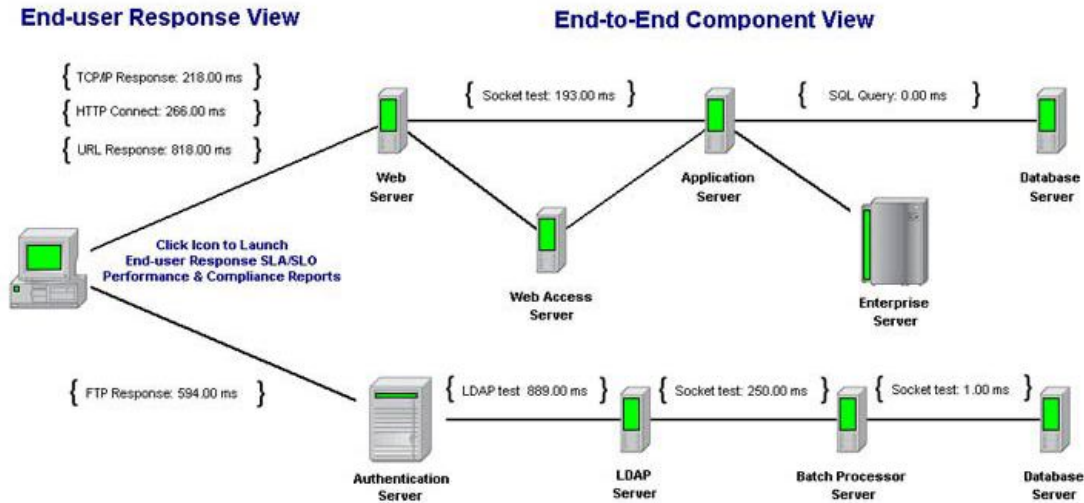 End-user Response View
End-to-End Component View
{ TCP/IP Response: 218.00 ms }
{ HTTP Connect: 266.00 ms }
{ URL Response: 818.00 ms }
{ Socket test: 193.00 ms }
{ SQL Query: 0.00 ms }
Web
Server
Application
Server
Database
Server
Click Icon to Launch
End-user Response SLA/SLO
Performance & Compliance Reports
Web Access
Server
Enterprise
Server
{ FTP Response: 594.00 ms }
{ LDAP test 889.00 ms }
{ Socket test: 250.00 ms }
{ Socket test: 1.00 ms }
Authentication
Server
LDAP
Server
Batch Processor
Server
Database
Server